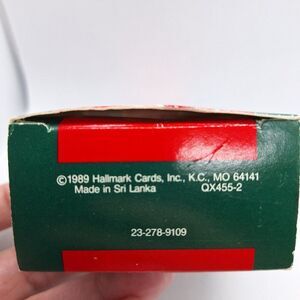 ©1989 Hallmark Cards, Inc., K.C., MO 64141
Made in Sri Lanka QX455-2
23-278-9109